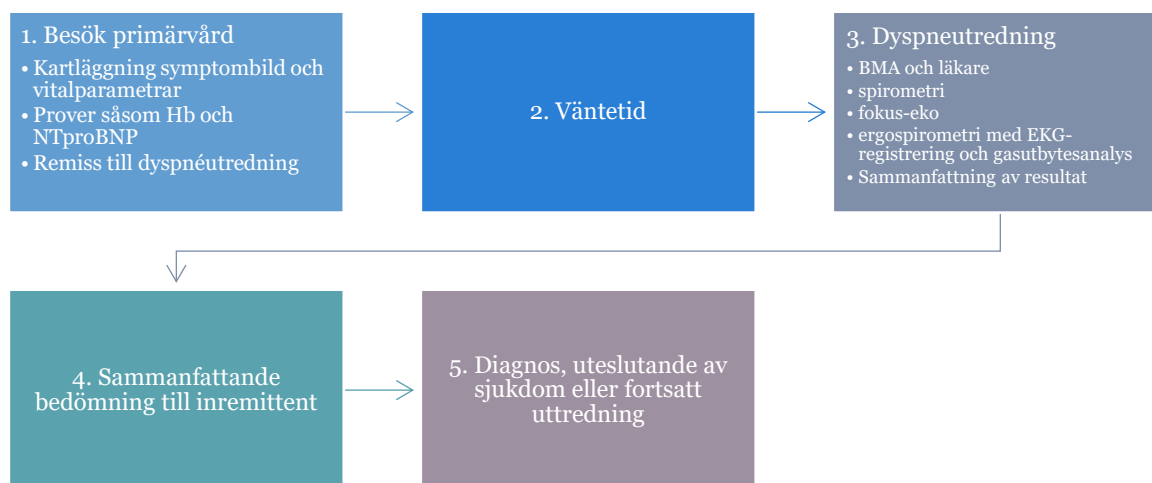 1. Besök primärvård
• Kartläggning symptombild och
vitalparametrar
• Prover såsom Hb och
NTproBNP
• Remiss till dyspnéutredning
2. Väntetid
3. Dyspneutredning
• BMA och läkare
• spirometri
• fokus-eko
• ergospirometri med EKG-
registrering och gasutbytesanalys
• Sammanfattning av resultat
4. Sammanfattande
bedömning till inremittent
5. Diagnos, uteslutande av
sjukdom eller fortsatt
uttredning